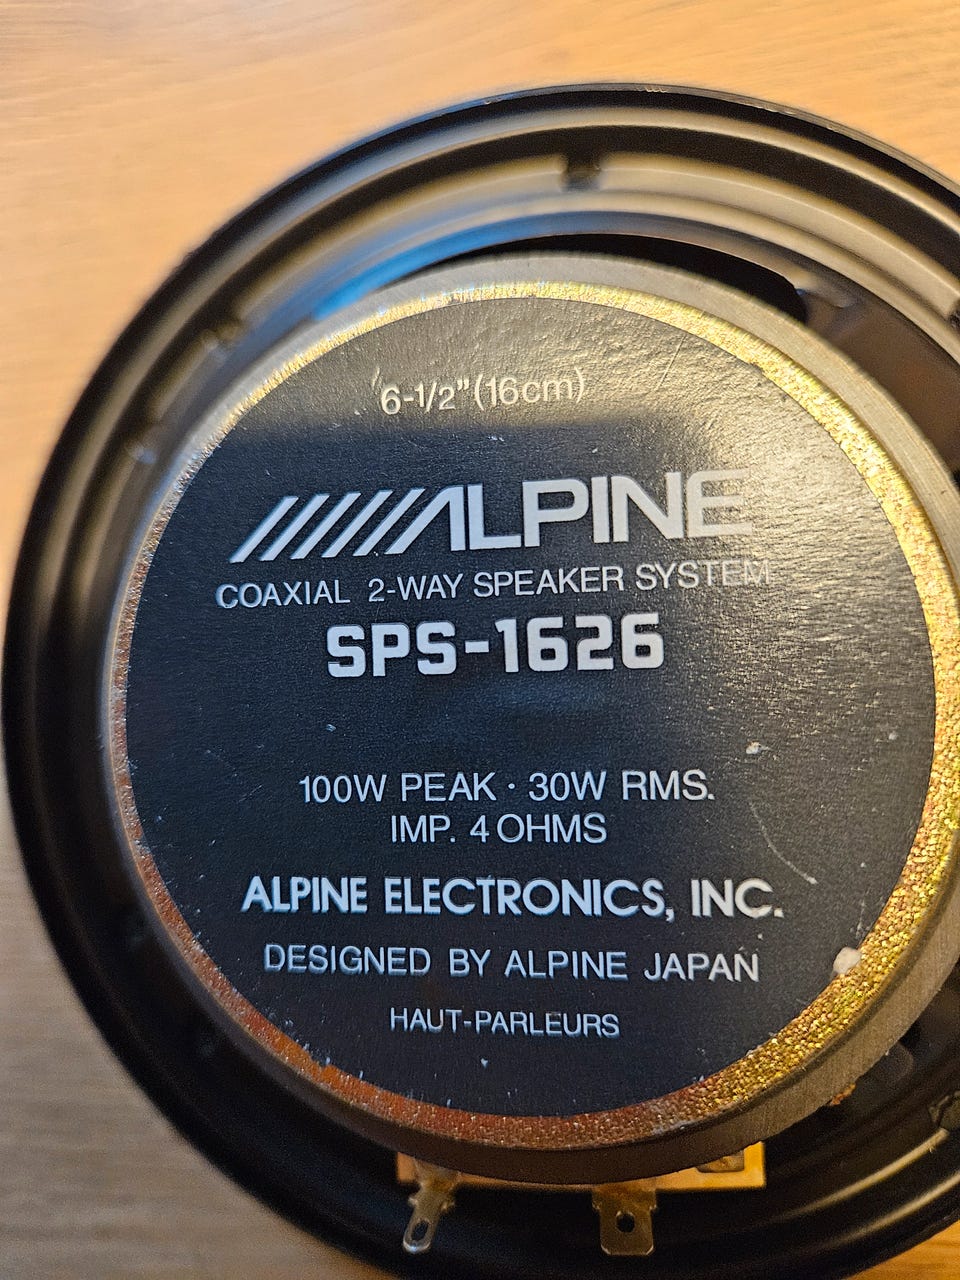 6-1/2"(16cm)
ALPINE
COAXIAL 2-WAY SPEAKER SYSTEM
SPS-1626
100W PEAK · 30W RMS.
IMP. 4 OHMS
ALPINE ELECTRONICS, INC.
DESIGNED BY ALPINE JAPAN
HAUT-PARLEURS